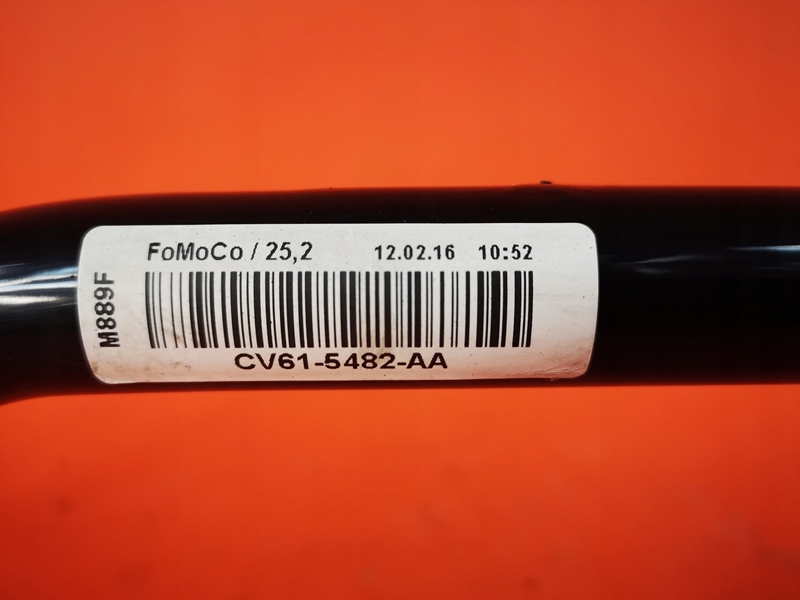 FoMoCo / 25,2 12.02.16 10:52
M889F
CV61-5482-AA